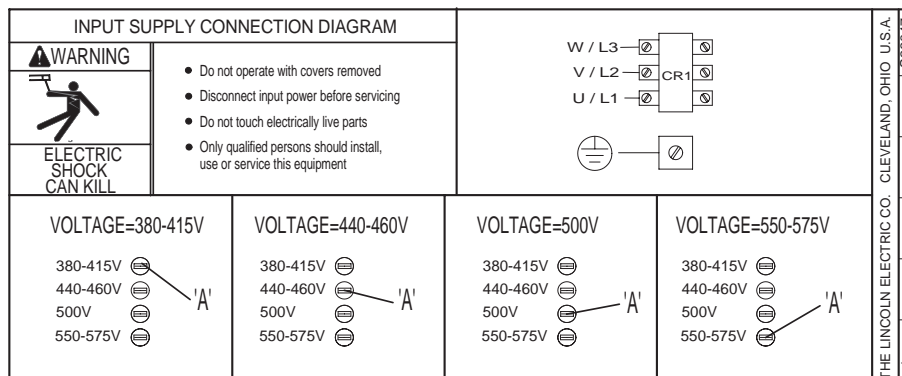 INPUT SUPPLY CONNECTION DIAGRAM
WARNING
ELECTRIC
SHOCK
CAN KILL
● Do not operate with covers removed
● Disconnect input power before servicing
● Do not touch electrically live parts
● Only qualified persons should install,
use or service this equipment
W / L3
V / L2
U / L1
CR1
VOLTAGE=380-415V
380-415V
440-460V
500V
550-575V
'A'
VOLTAGE=440-460V
380-415V
440-460V
500V
550-575V
'A'
VOLTAGE=500V
380-415V
440-460V
500V
550-575V
'A'
VOLTAGE=550-575V
380-415V
440-460V
500V
550-575V
'A'
THE LINCOLN ELECTRIC CO. CLEVELAND, OHIO U.S.A.